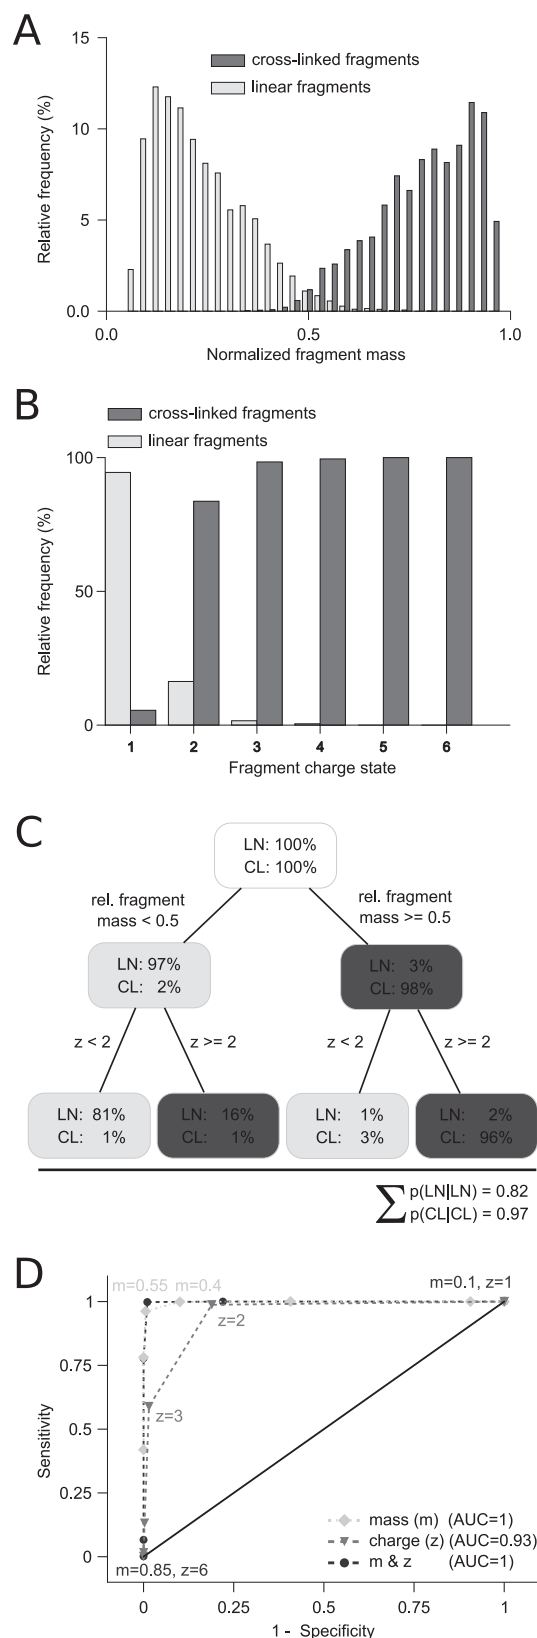 A
15
cross-linked fragments
linear fragments
10
Relative frequency (%)
5
0.0
0.0 0.5 1.0
Normalized fragment mass
B
cross-linked fragments
linear fragments
100
Relative frequency (%)
50
0
1 2 3 4 5 6
Fragment charge state
C
LN: 100%
CL: 100%
rel. fragment
mass < 0.5
rel. fragment
mass >= 0.5
LN: 97%
CL: 2%
LN: 3%
CL: 98%
z < 2
z >= 2
z < 2
z >= 2
LN: 81%
CL: 1%
LN: 16%
CL: 1%
LN: 1%
CL: 3%
LN: 2%
CL: 96%
∑ p(LN|LN) = 0.82
p(CL|CL) = 0.97
D
m=0.55 m=0.4
m=0.1, z=1
1
z=2
0.75
z=3
Sensitivity
0.5
0.25
mass (m) (AUC=1)
charge (z) (AUC=0.93)
m & z (AUC=1)
0
m=0.85, z=6
0 0.25 0.5 0.75 1
1 - Specificity